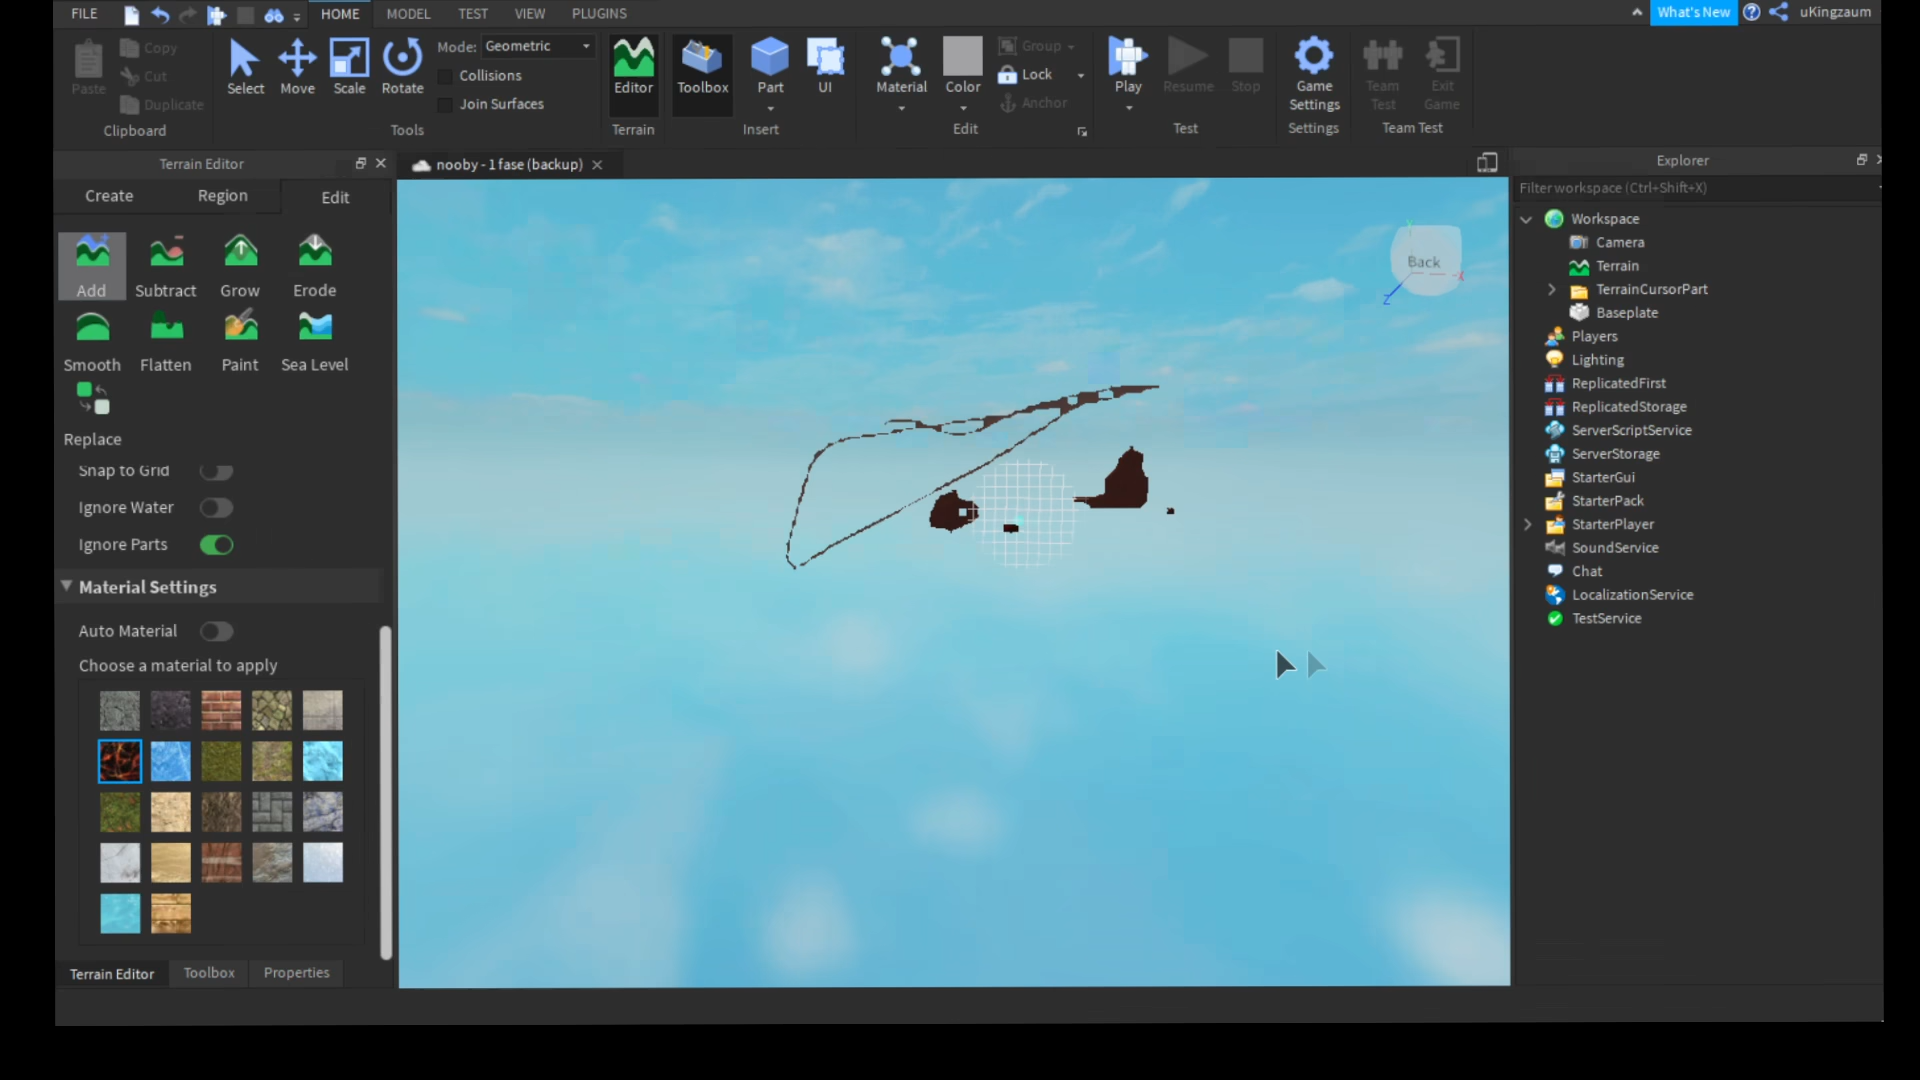 FILE HOME MODEL TEST VIEW PLUGINS What's New uKingzaum
Paste Copy Cut Duplicate Clipboard
Select Move Scale Rotate Mode: Geometric Collisions Join Surfaces Tools
Editor Terrain
Toolbox Part UI Insert
Material Color Group Lock Anchor Edit
Play Resume Stop Test
Game Settings Settings
Team Test Exit Game Team Test
Terrain Editor
Create Region Edit
Add Subtract Grow Erode
Smooth Flatten Paint Sea Level
Replace
Snap to Grid
Ignore Water
Ignore Parts
Material Settings
Auto Material
Choose a material to apply
Terrain Editor Toolbox Properties
nooby - 1 fase (backup)
Back
Y
X
Z
Explorer
Filter workspace (Ctrl+Shift+X)
Workspace
Camera
Terrain
TerrainCursorPart
Baseplate
Players
Lighting
ReplicatedFirst
ReplicatedStorage
ServerScriptService
ServerStorage
StarterGui
StarterPack
StarterPlayer
SoundService
Chat
LocalizationService
TestService